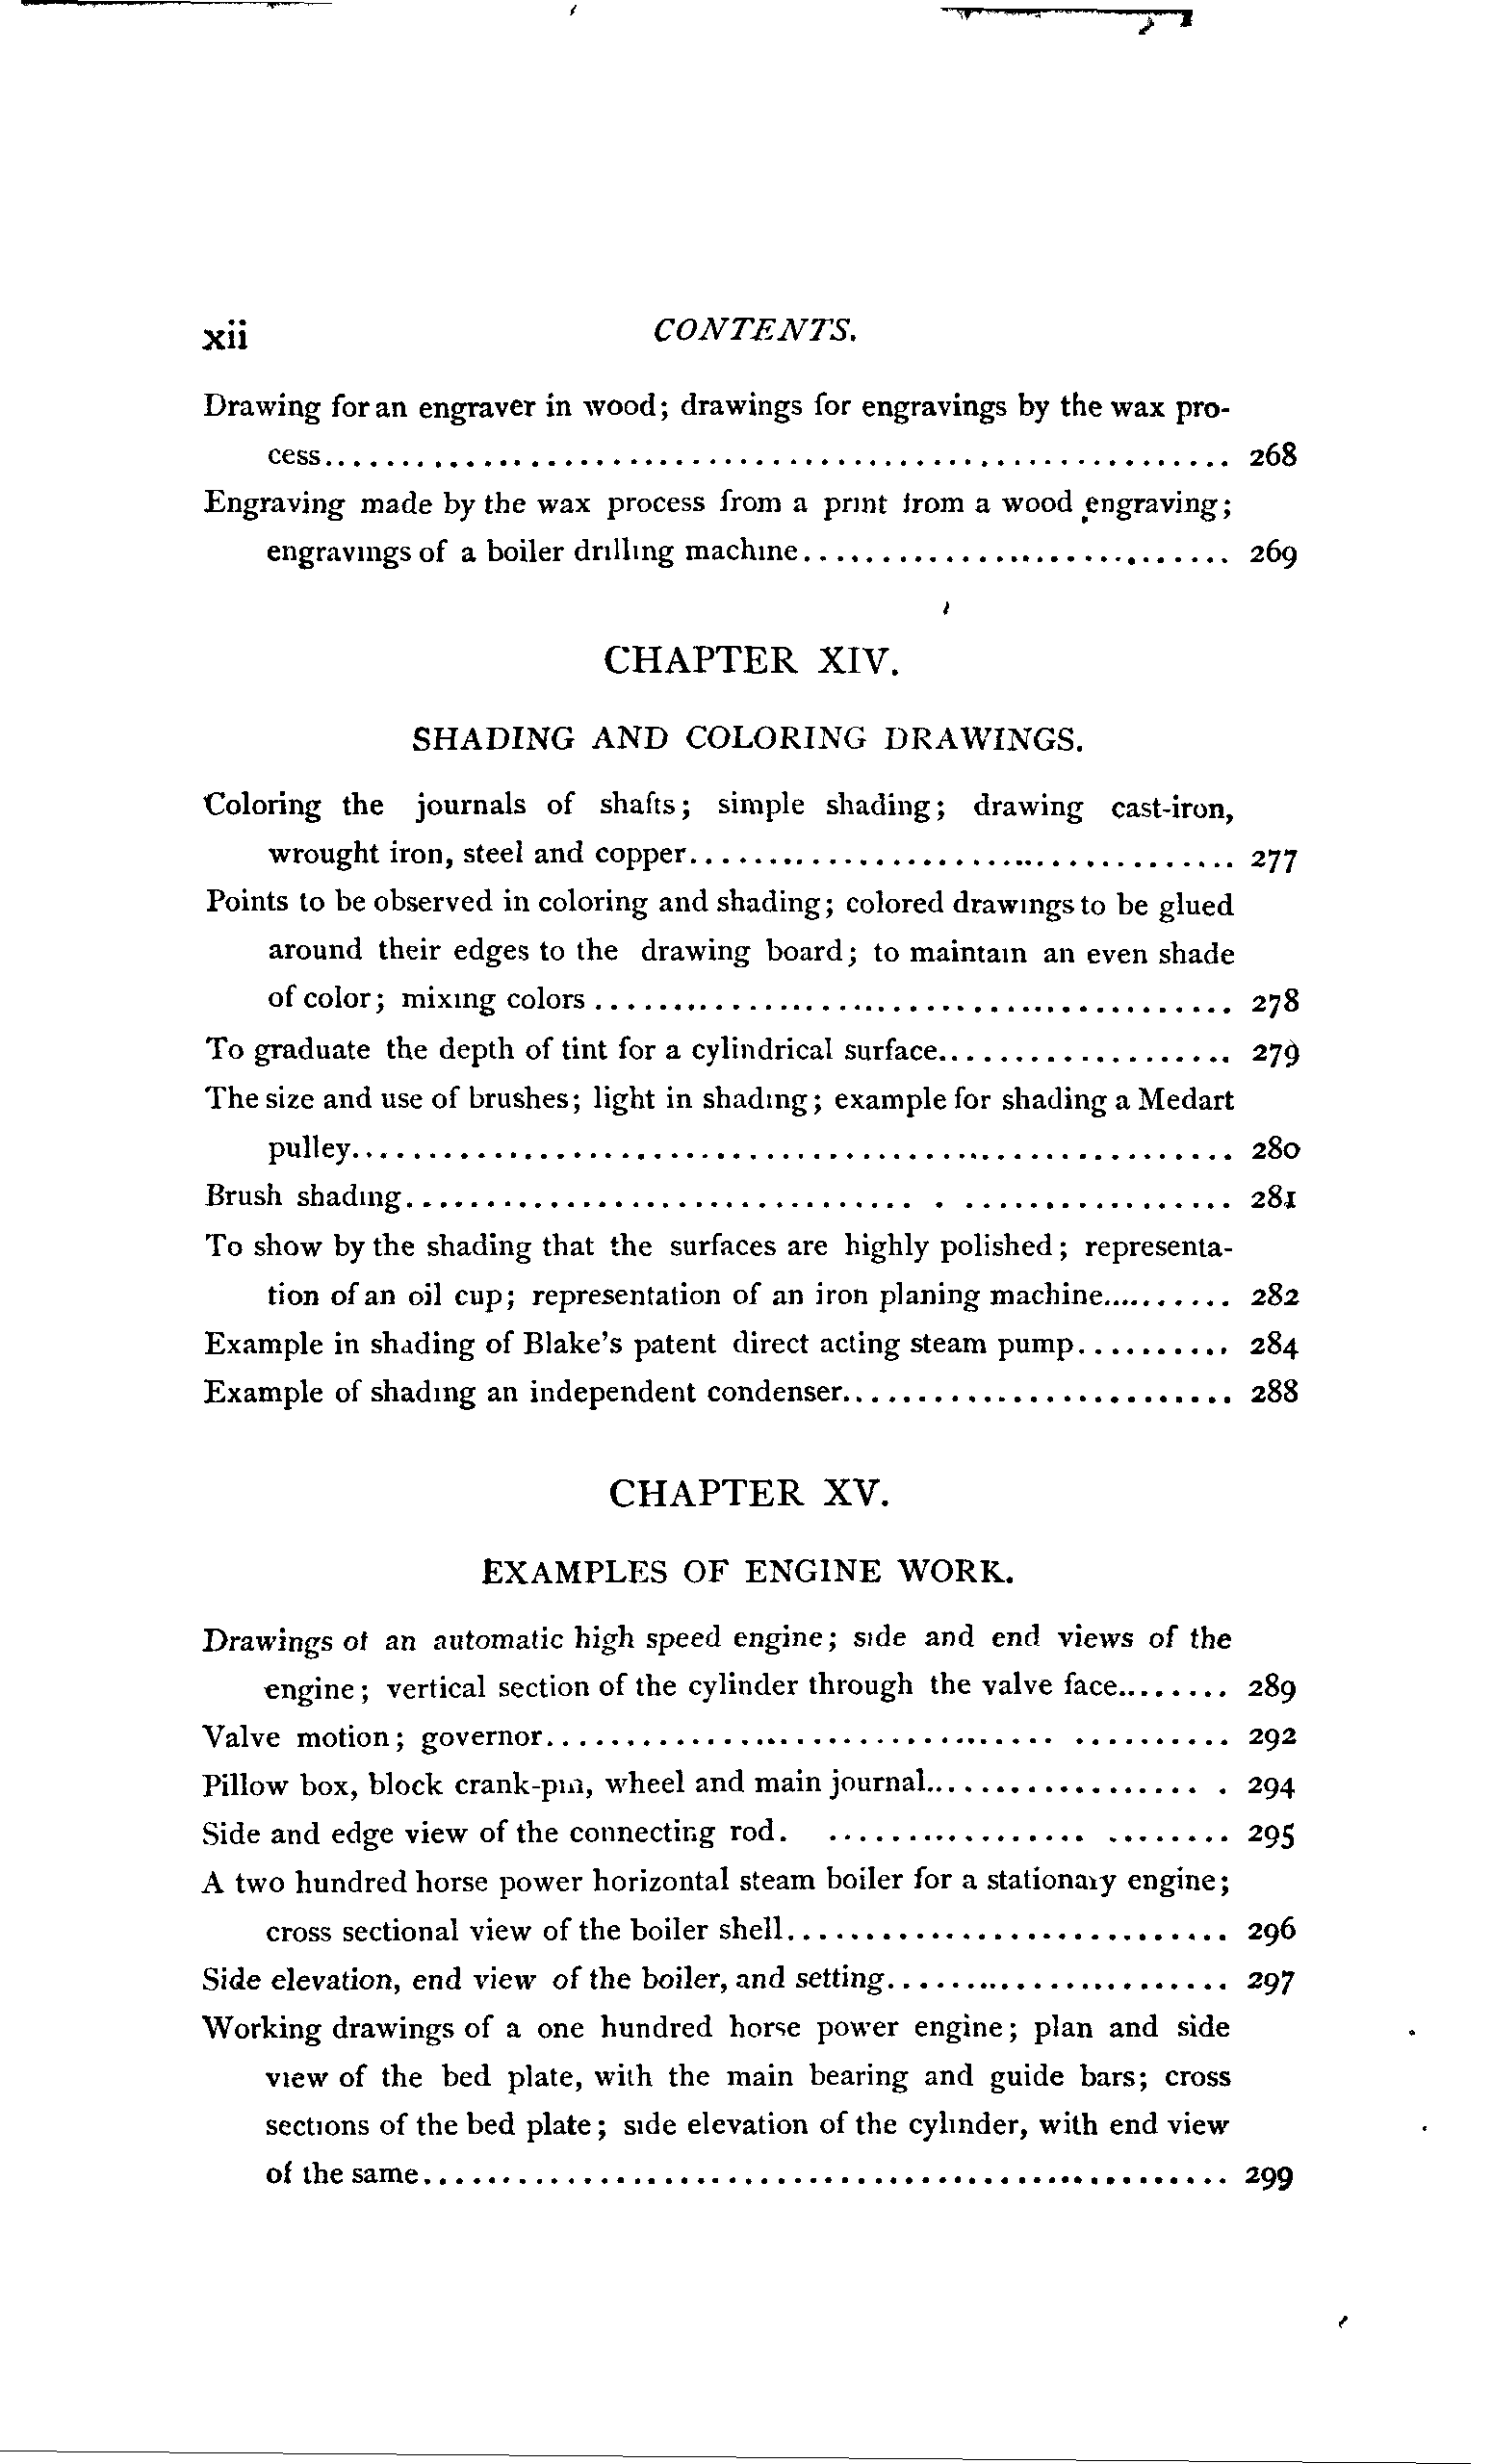 xii CONTENTS.
Drawing for an engraver in wood; drawings for engravings by the wax pro-
cess.......................................................... 268
Engraving made by the wax process from a print from a wood engraving;
engravings of a boiler drilling machine........................... 269
CHAPTER XIV.
SHADING AND COLORING DRAWINGS.
Coloring the journals of shafts; simple shading; drawing cast-iron,
wrought iron, steel and copper.................................. 277
Points to be observed in coloring and shading; colored drawings to be glued
around their edges to the drawing board; to maintain an even shade
of color; mixing colors ........................................ 278
To graduate the depth of tint for a cylindrical surface................... 279
The size and use of brushes; light in shading; example for shading a Medart
pulley........................................................ 280
Brush shading................................ . ................. 281
To show by the shading that the surfaces are highly polished; representa-
tion of an oil cup; representation of an iron planing machine.......... 282
Example in shading of Blake's patent direct acting steam pump.......... 284
Example of shading an independent condenser......................... 288
CHAPTER XV.
EXAMPLES OF ENGINE WORK.
Drawings of an automatic high speed engine; side and end views of the
engine; vertical section of the cylinder through the valve face........ 289
Valve motion; governor................................ .......... 292
Pillow box, block crank-pin, wheel and main journal.................. . 294
Side and edge view of the connecting rod. ................. ........ 295
A two hundred horse power horizontal steam boiler for a stationary engine;
cross sectional view of the boiler shell............................ 296
Side elevation, end view of the boiler, and setting...................... 297
Working drawings of a one hundred horse power engine; plan and side
view of the bed plate, with the main bearing and guide bars; cross
sections of the bed plate; side elevation of the cylinder, with end view
of the same................................................... 299